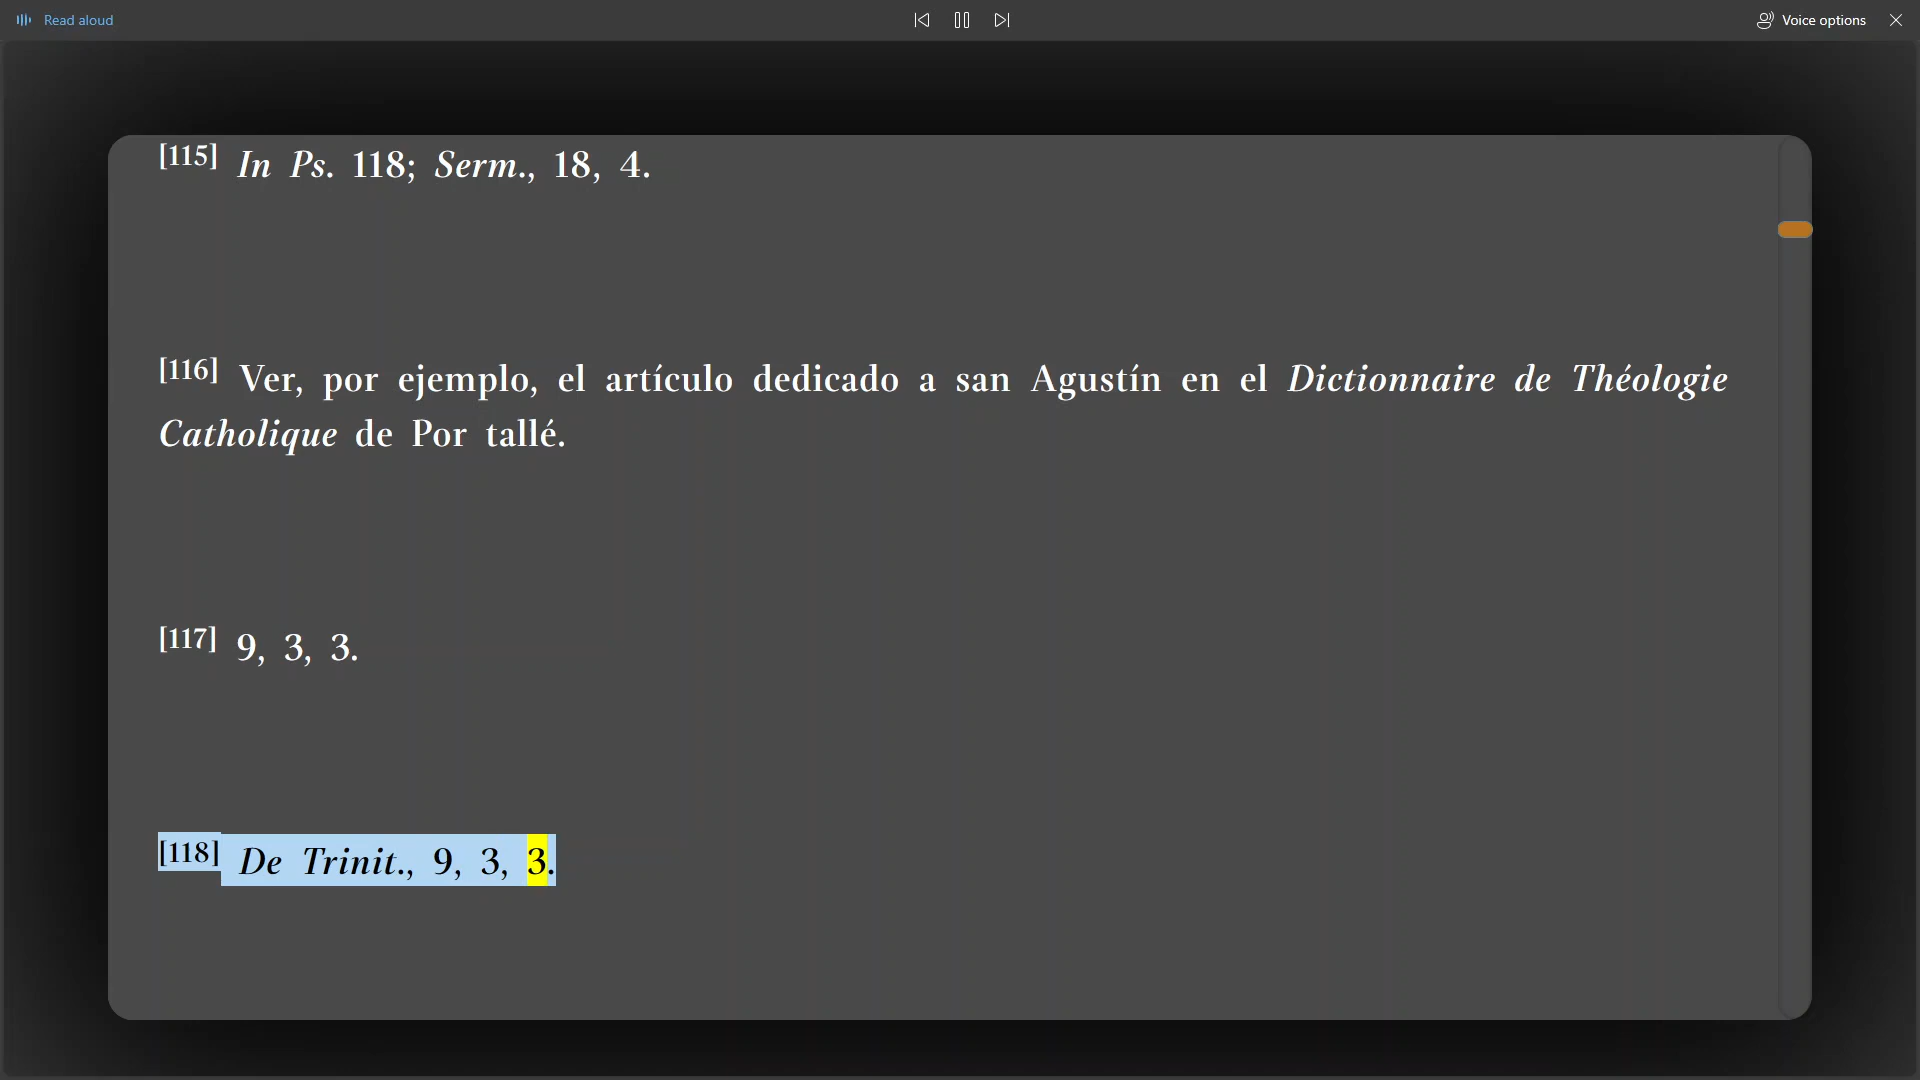 Read aloud
Voice options
[115] In Ps. 118; Serm., 18, 4.
[116] Ver, por ejemplo, el artículo dedicado a san Agustín en el Dictionnaire de Théologie
Catholique de Por tallé.
[117] 9, 3, 3.
[118] De Trinit., 9, 3, 3.